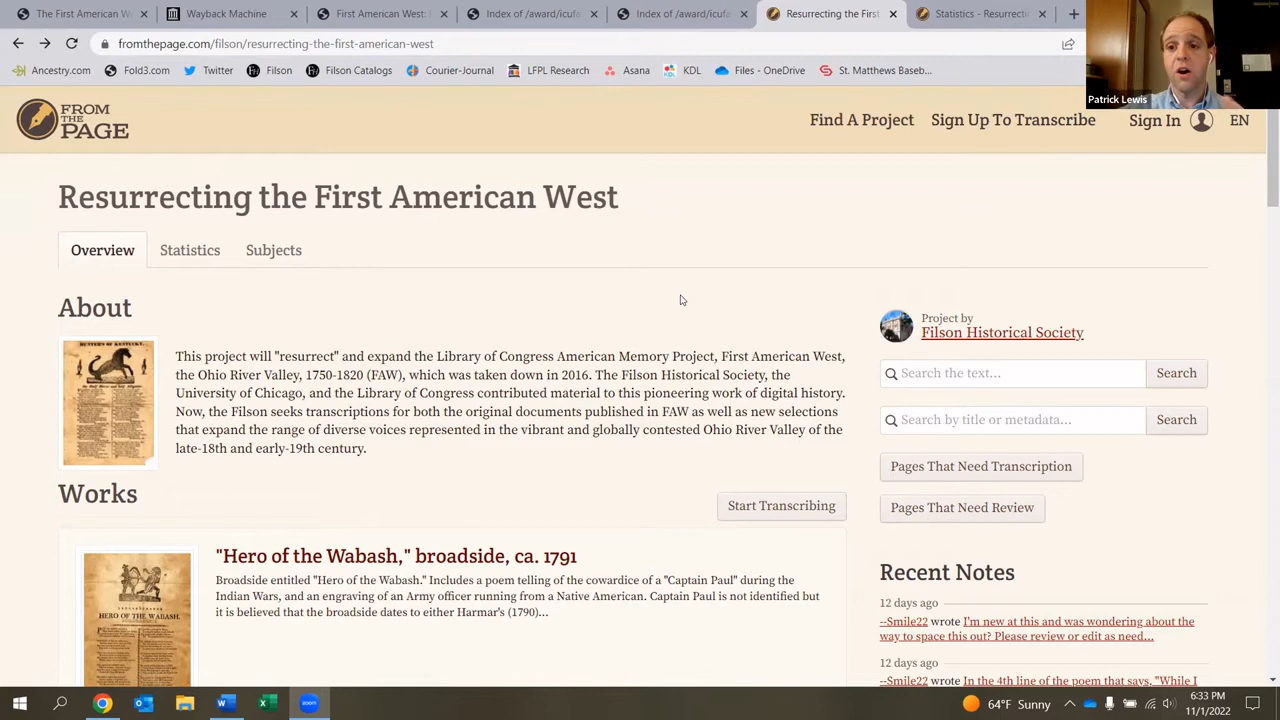 The First American We
Wayback Machine
First American West:
Index of /award/icufa
Index of /award/icufa
Resurrecting the First
Statistics - Resurrecti
fromthepage.com/filson/resurrecting-the-first-american-west
Ancestry.com
Fold3.com
Twitter
Filson
Filson Catalogs
Courier-Journal
LFPL Research
Asana
KDL
Files - OneDrive
St. Matthews Baseb...
Patrick Lewis
FROM THE PAGE
Find A Project
Sign Up To Transcribe
Sign In
EN
Resurrecting the First American West
Overview
Statistics
Subjects
About
HUNTERS OF KENTUCKY.
This project will "resurrect" and expand the Library of Congress American Memory Project, First American West,
the Ohio River Valley, 1750-1820 (FAW), which was taken down in 2016. The Filson Historical Society, the
University of Chicago, and the Library of Congress contributed material to this pioneering work of digital history.
Now, the Filson seeks transcriptions for both the original documents published in FAW as well as new selections
that expand the range of diverse voices represented in the vibrant and globally contested Ohio River Valley of the
late-18th and early-19th century.
Project by
Filson Historical Society
Search the text...
Search
Search by title or metadata...
Search
Pages That Need Transcription
Pages That Need Review
Works
Start Transcribing
HERO OF THE WABASH.
"Hero of the Wabash," broadside, ca. 1791
Broadside entitled "Hero of the Wabash." Includes a poem telling of the cowardice of a "Captain Paul" during the
Indian Wars, and an engraving of an Army officer running from a Native American. Captain Paul is not identified but
it is believed that the broadside dates to either Harmar's (1790)...
Recent Notes
12 days ago
--Smile22 wrote I'm new at this and was wondering about the
way to space this out? Please review or edit as need...
12 days ago
--Smile22 wrote In the 4th line of the poem that says, "While I
64°F Sunny
6:33 PM
11/1/2022